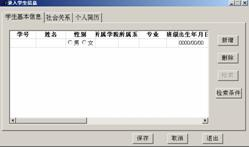 录入学生信息
学生基本信息 社会关系 个人简历
学号 姓名 性别 所属学院 所属系 专业 班级 出生年月日
男 女 0000/00/00
新增
删除
检索
检索条件
保存 取消 退出